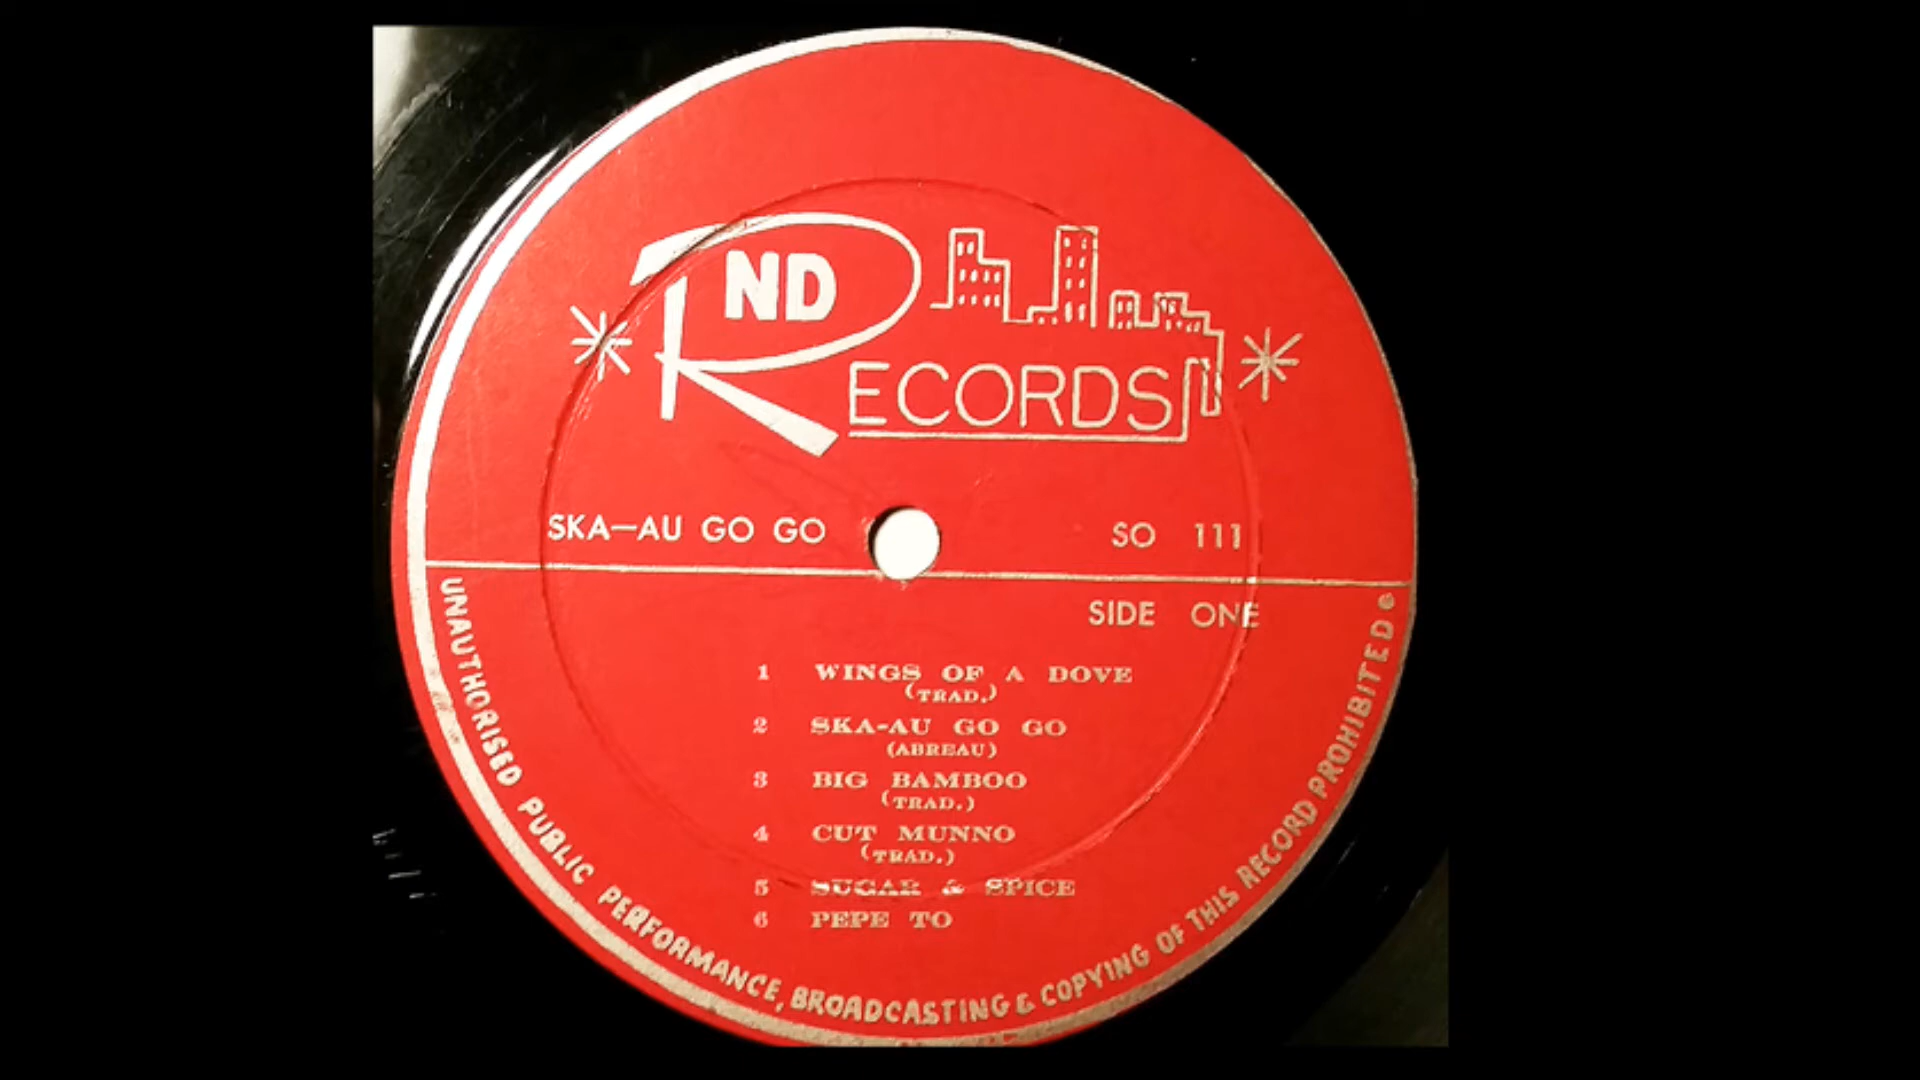 RND
RECORDS
SKA-AU GO GO
SO 111
SIDE ONE
1 WINGS OF A DOVE
(TRAD.)
2 SKA-AU GO GO
(ABREAU)
3 BIG BAMBOO
(TRAD.)
4 CUT MUNNO
(TRAD.)
5 SUGAR & SPICE
6 PEPE TO
UNAUTHORISED PUBLIC PERFORMANCE, BROADCASTING & COPYING OF THIS RECORD PROHIBITED